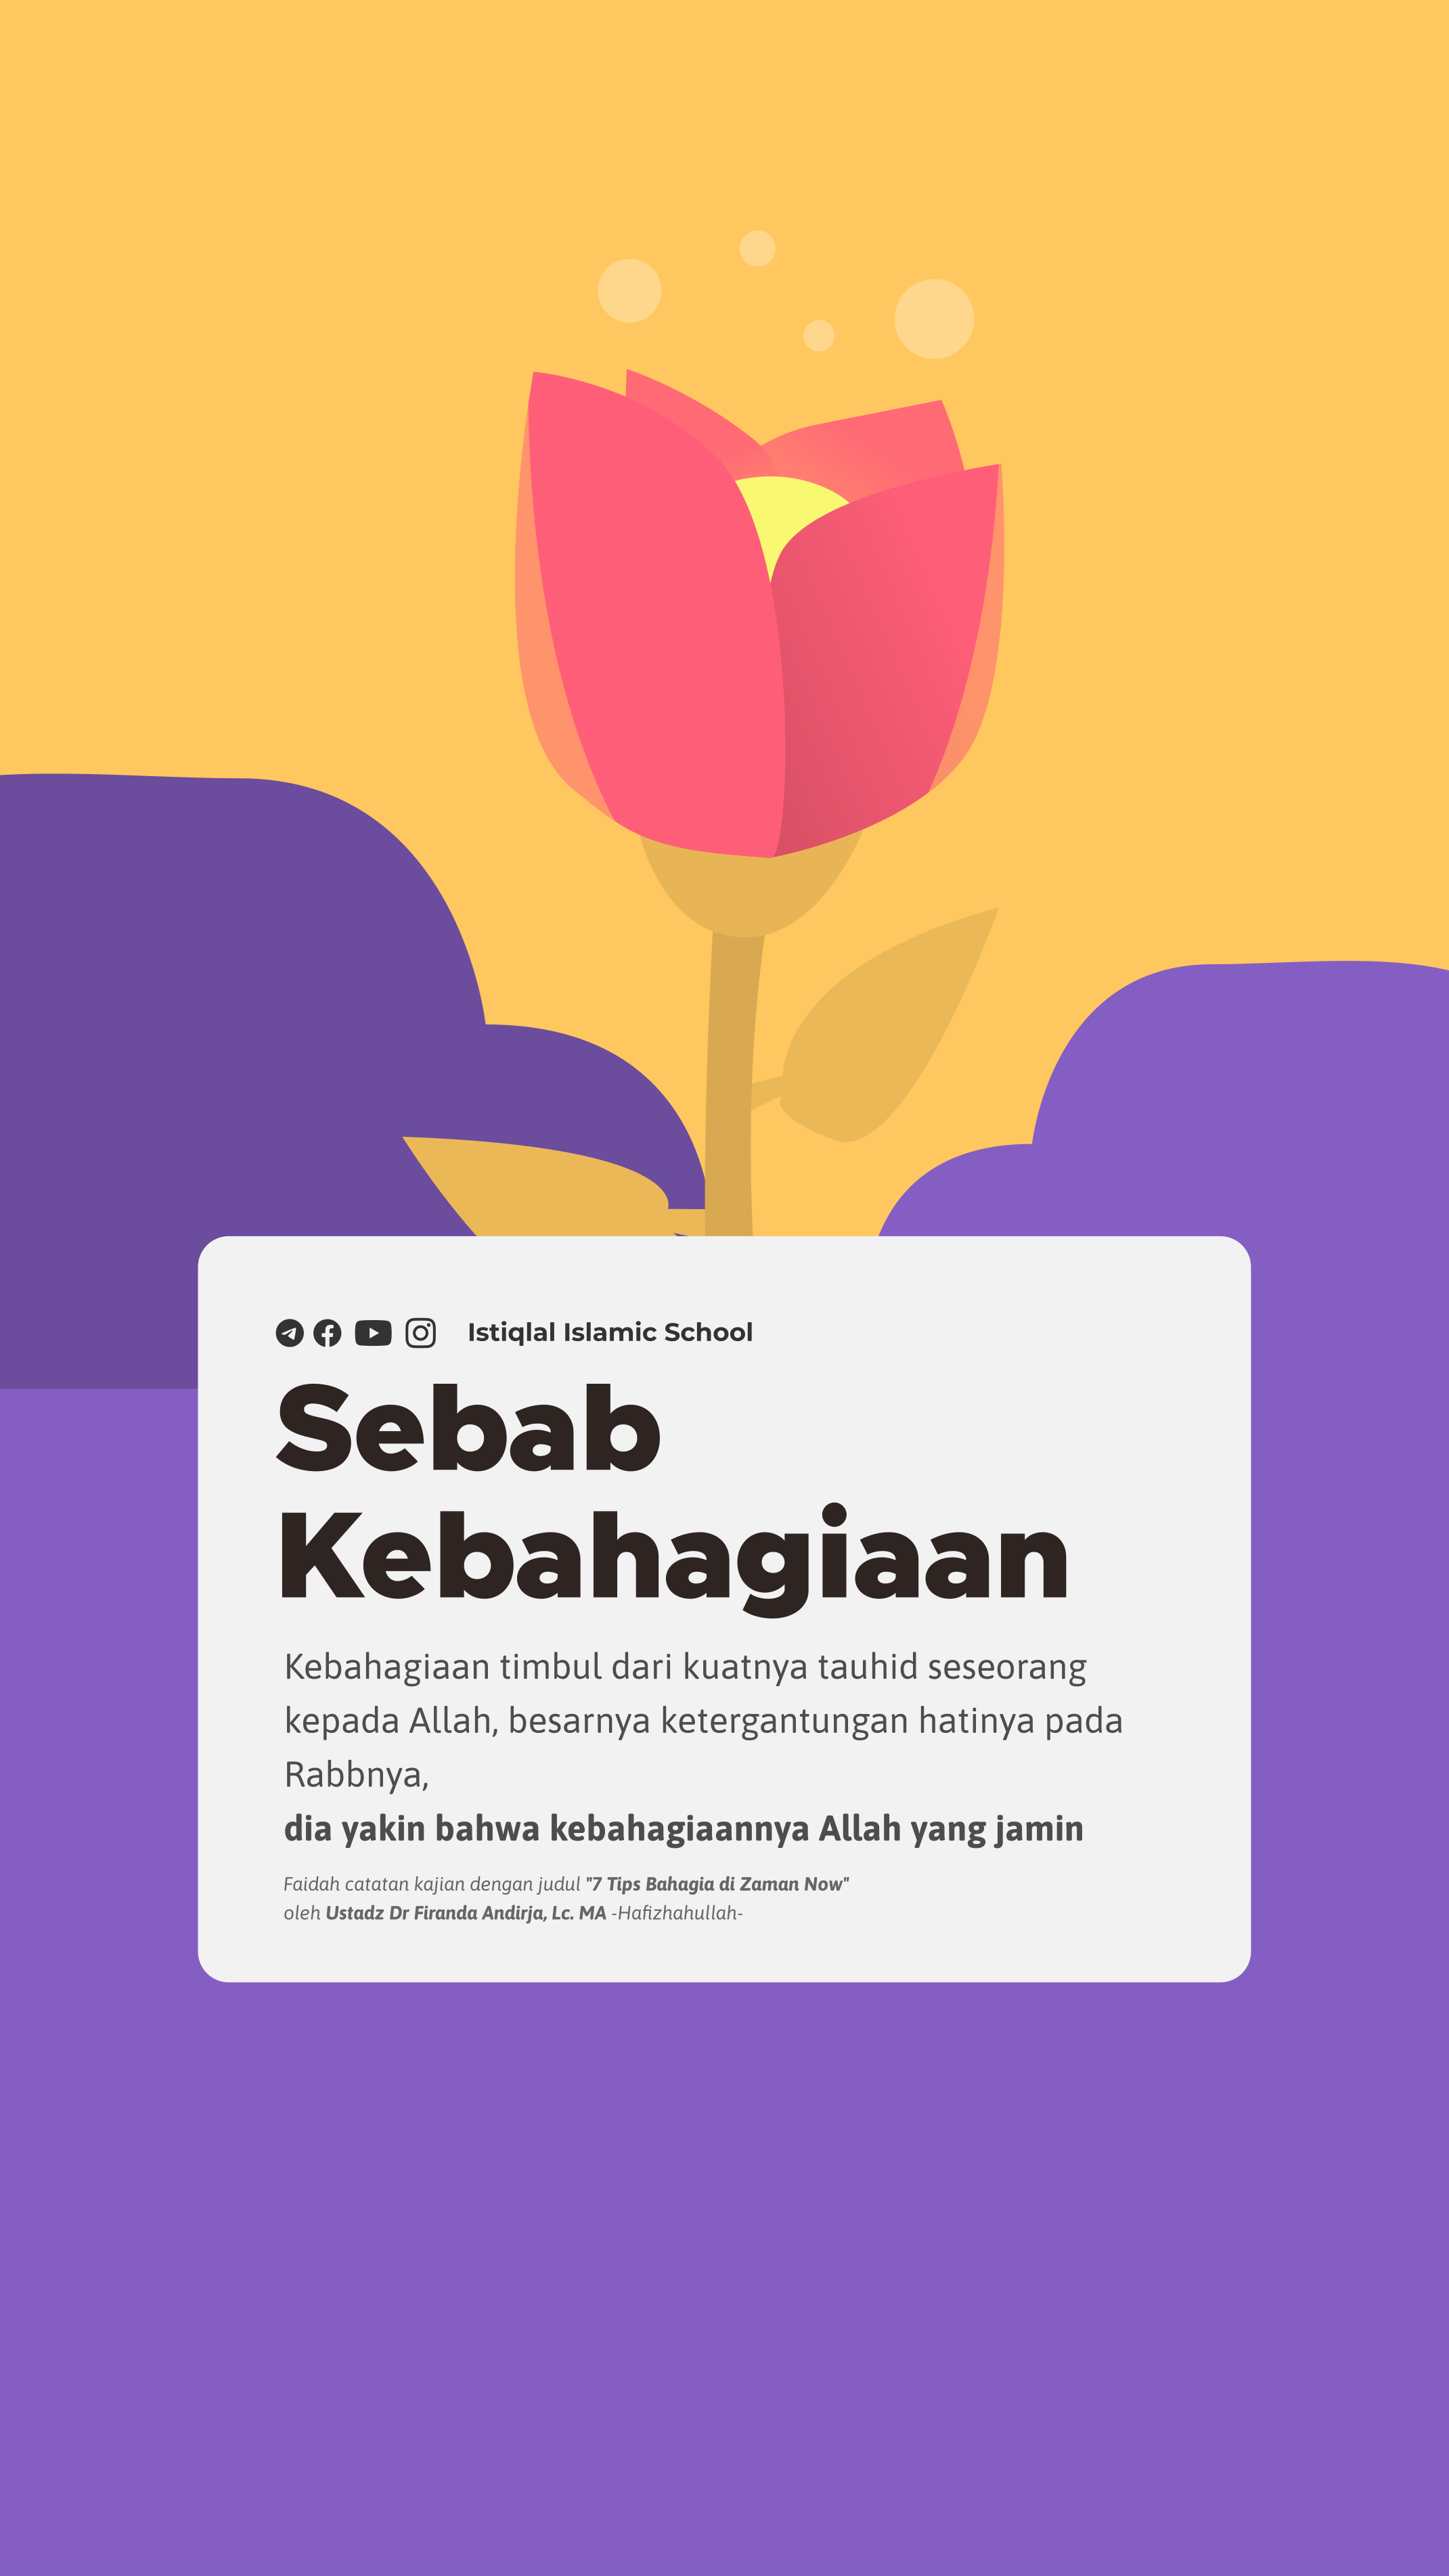 Istiqlal Islamic School
Sebab
Kebahagiaan
Kebahagiaan timbul dari kuatnya tauhid seseorang
kepada Allah, besarnya ketergantungan hatinya pada
Rabbnya,
dia yakin bahwa kebahagiaannya Allah yang jamin
Faidah catatan kajian dengan judul "7 Tips Bahagia di Zaman Now"
oleh Ustadz Dr Firanda Andirja, Lc. MA -Hafizhahullah-